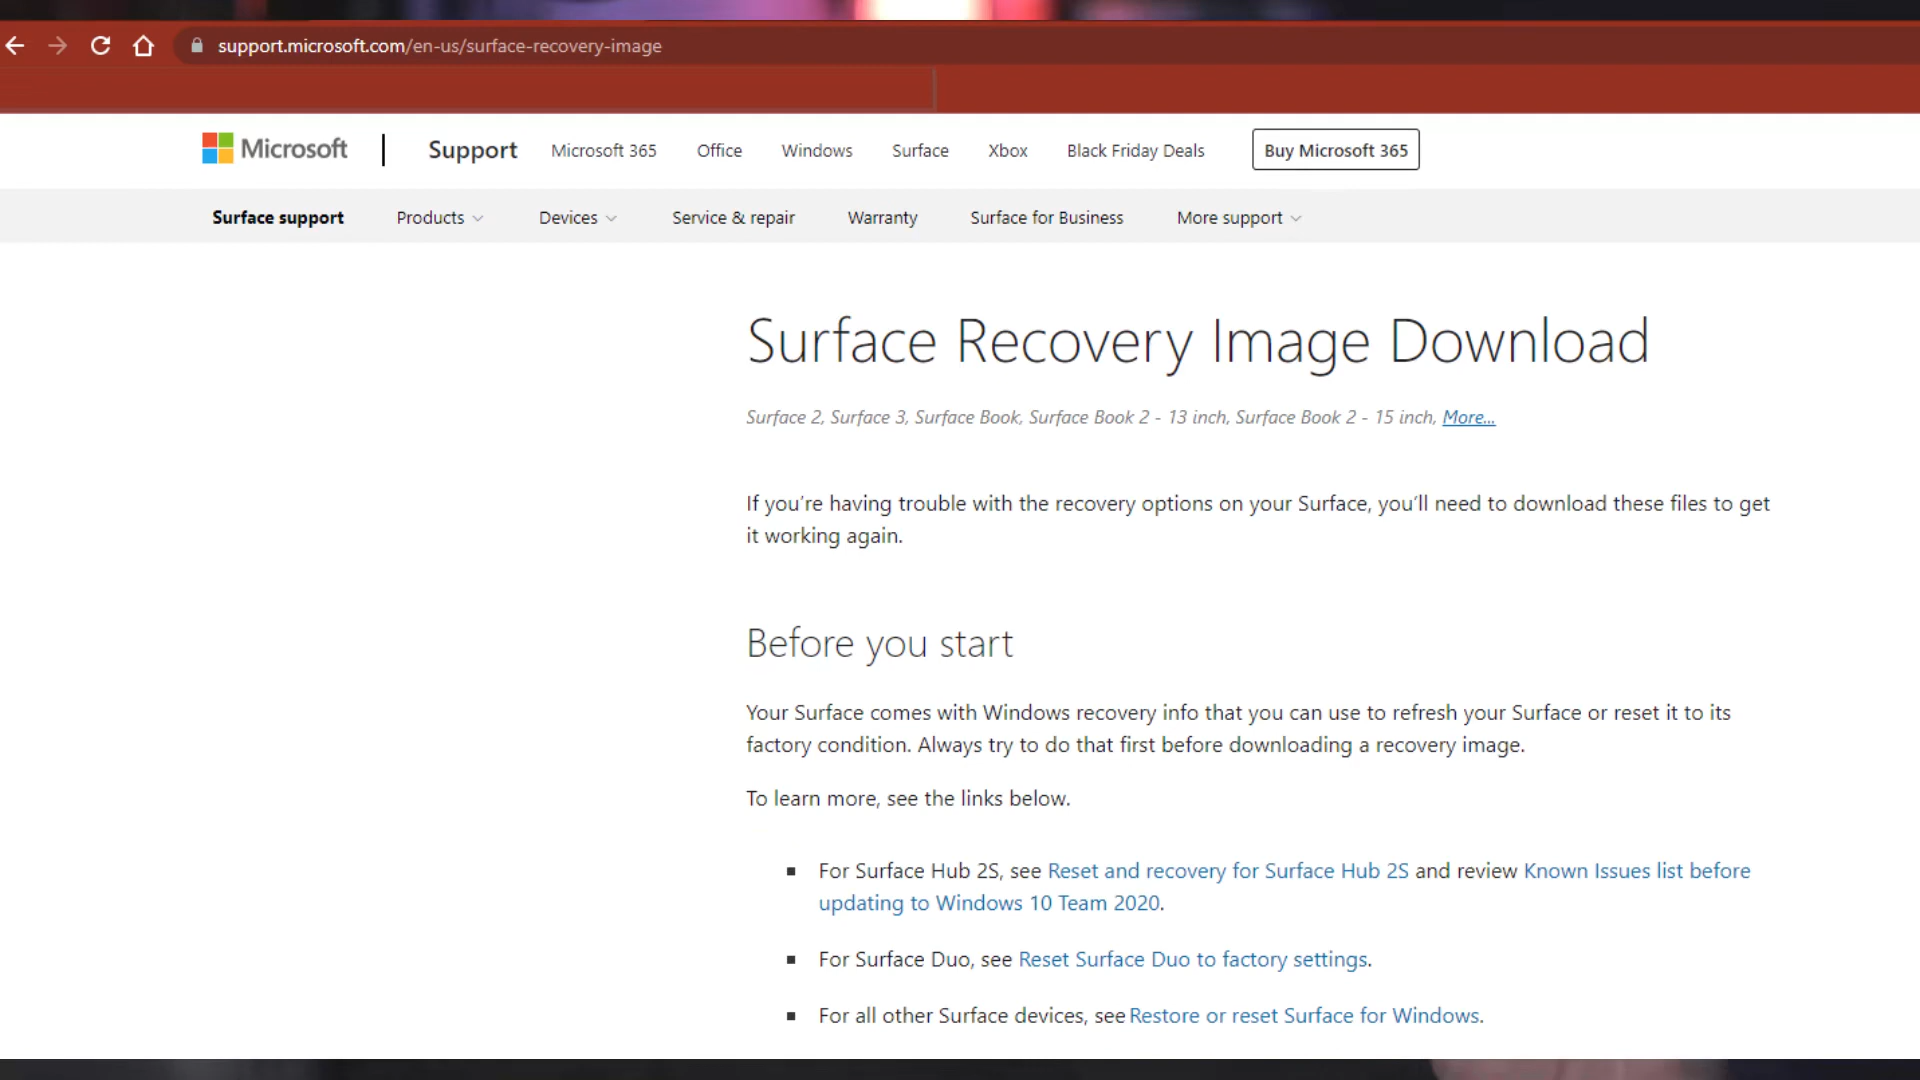 support.microsoft.com/en-us/surface-recovery-image
Microsoft Support Microsoft 365 Office Windows Surface Xbox Black Friday Deals Buy Microsoft 365
Surface support Products Devices Service & repair Warranty Surface for Business More support
Surface Recovery Image Download
Surface 2, Surface 3, Surface Book, Surface Book 2 - 13 inch, Surface Book 2 - 15 inch, More...
If you’re having trouble with the recovery options on your Surface, you’ll need to download these files to get
it working again.
Before you start
Your Surface comes with Windows recovery info that you can use to refresh your Surface or reset it to its
factory condition. Always try to do that first before downloading a recovery image.
To learn more, see the links below.
▪ For Surface Hub 2S, see Reset and recovery for Surface Hub 2S and review Known Issues list before
updating to Windows 10 Team 2020.
▪ For Surface Duo, see Reset Surface Duo to factory settings.
▪ For all other Surface devices, see Restore or reset Surface for Windows.